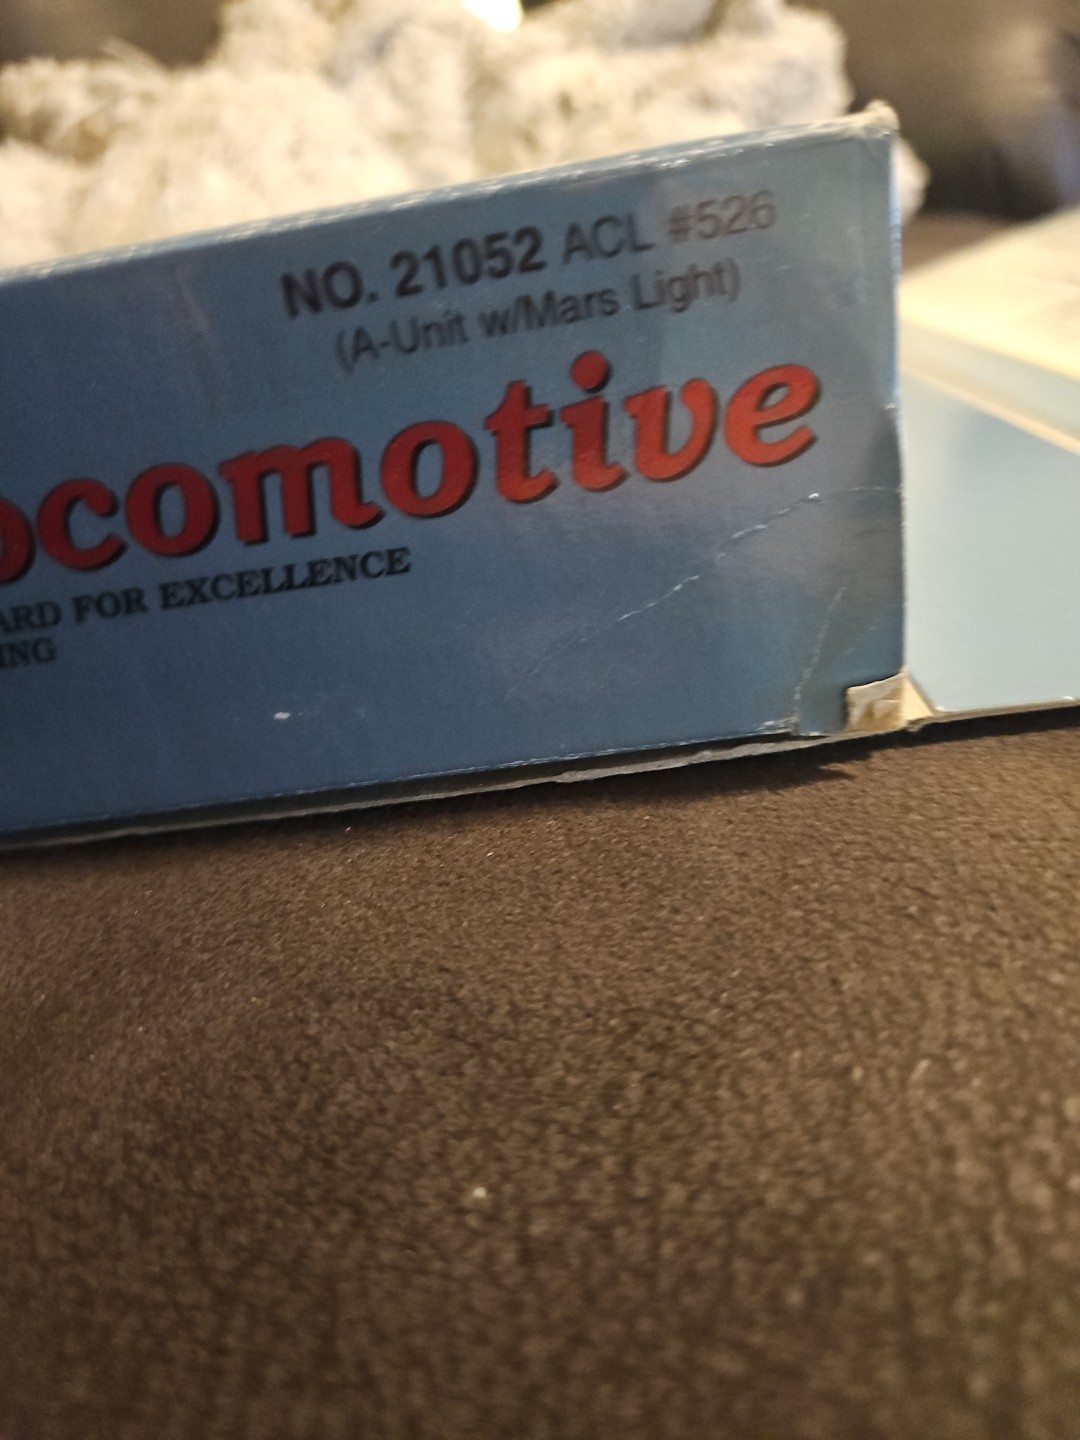 NO. 21052 ACL #526
(A-Unit w/Mars Light)
ocomotive
ARD FOR EXCELLENCE
ING